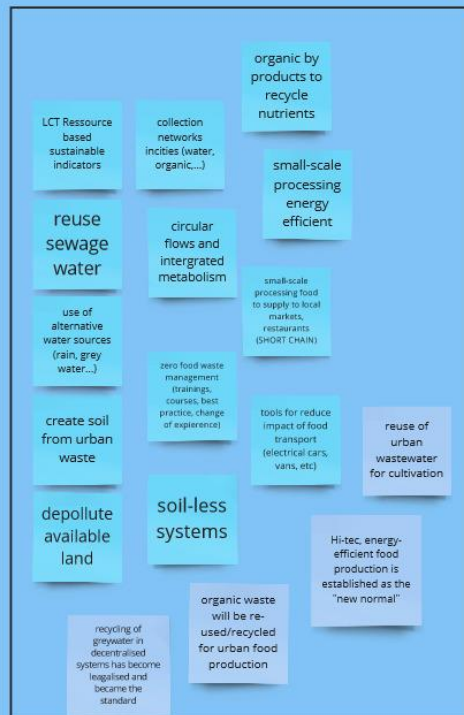 organic by
products to
recycle
nutrients
LCT Ressource
based
sustainable
indicators
collection
networks
incities (water,
organic,...)
small-scale
processing
energy
efficient
reuse
sewage
water
circular
flows and
intergrated
metabolism
small-scale
processing food
to supply to local
markets,
restaurants
(SHORT CHAIN)
use of
alternative
water sources
(rain, grey
water...)
zero food waste
management
(trainings,
courses, best
practice, change
of expierence)
tools for reduce
impact of food
transport
(electrical cars,
vans, etc)
reuse of
urban
wastewater
for cultivation
create soil
from urban
waste
depollute
available
land
soil-less
systems
Hi-tec, energy-
efficient food
production is
established as the
"new normal"
organic waste
will be re-
used/recycled
for urban food
production
recycling of
greywater in
decentralised
systems has become
leagalised and
became the
standard